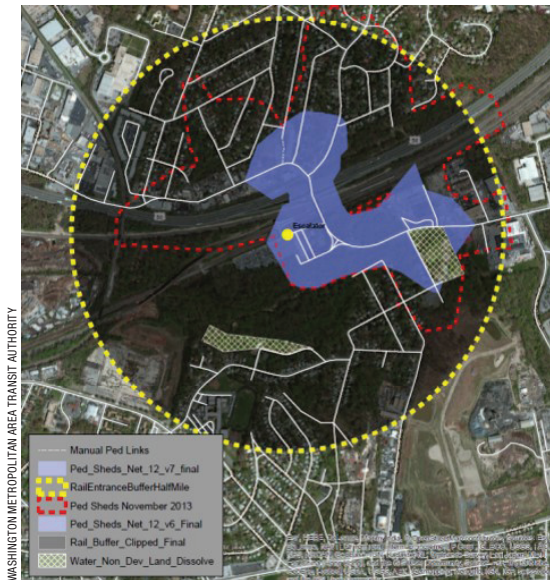 WASHINGTON METROPOLITAN AREA TRANSIT AUTHORITY
Escalator
Manual Ped Links
Ped_Sheds_Net_12_v7_final
RailEntranceBufferHalfMile
Ped Sheds November 2013
Ped_Sheds_Net_12_v6_Final
Rail_Buffer_Clipped_Final
Water_Non_Dev_Land_Dissolve